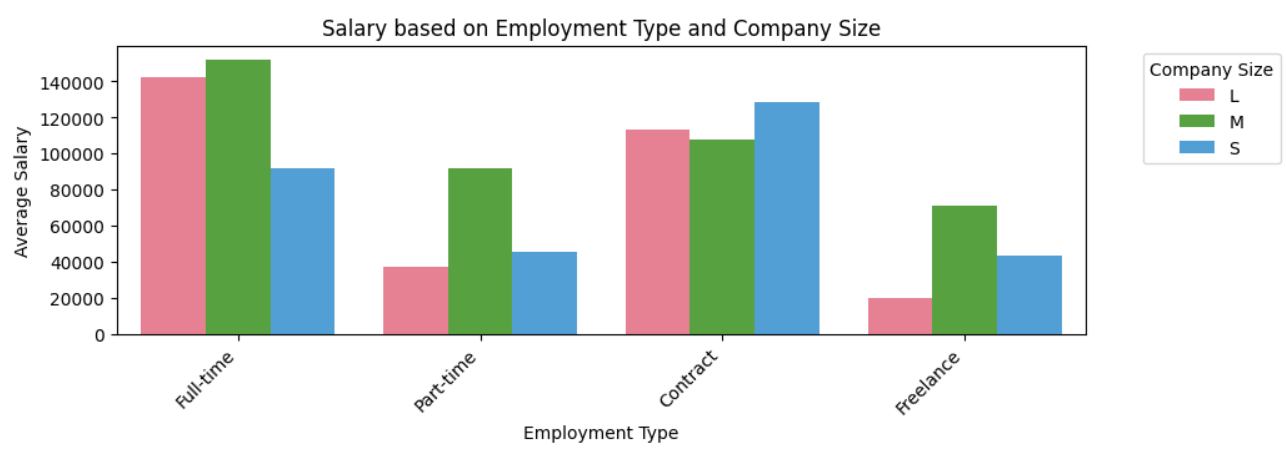 Salary based on Employment Type and Company Size
Average Salary
140000
120000
100000
80000
60000
40000
20000
0
Full-time
Part-time
Contract
Freelance
Employment Type
Company Size
L
M
S